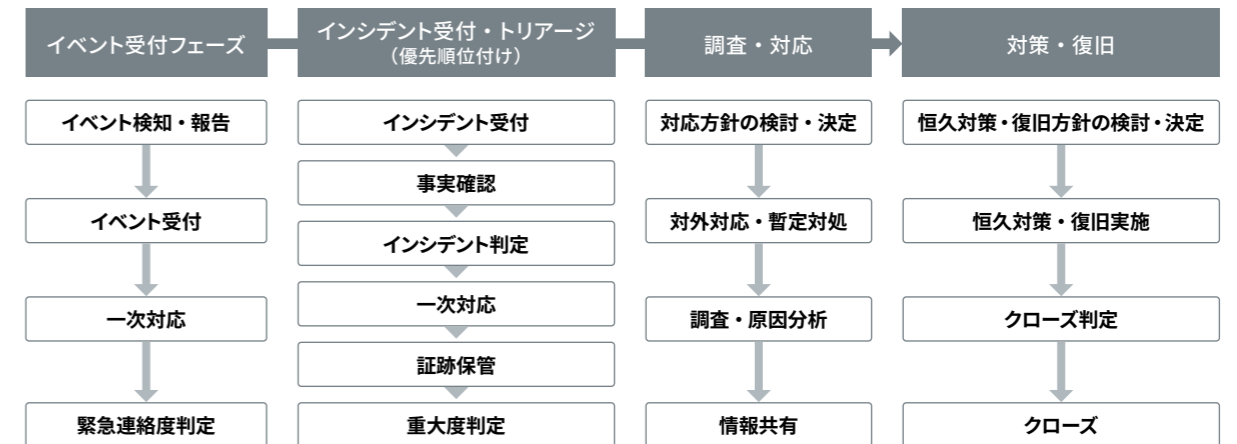 イベント受付フェーズ
イベント検知・報告
イベント受付
一次対応
緊急連絡度判定
インシデント受付・トリアージ
（優先順位付け）
インシデント受付
事実確認
インシデント判定
一次対応
証跡保管
重大度判定
調査・対応
対応方針の検討・決定
対外対応・暫定対処
調査・原因分析
情報共有
対策・復旧
恒久対策・復旧方針の検討・決定
恒久対策・復旧実施
クローズ判定
クローズ